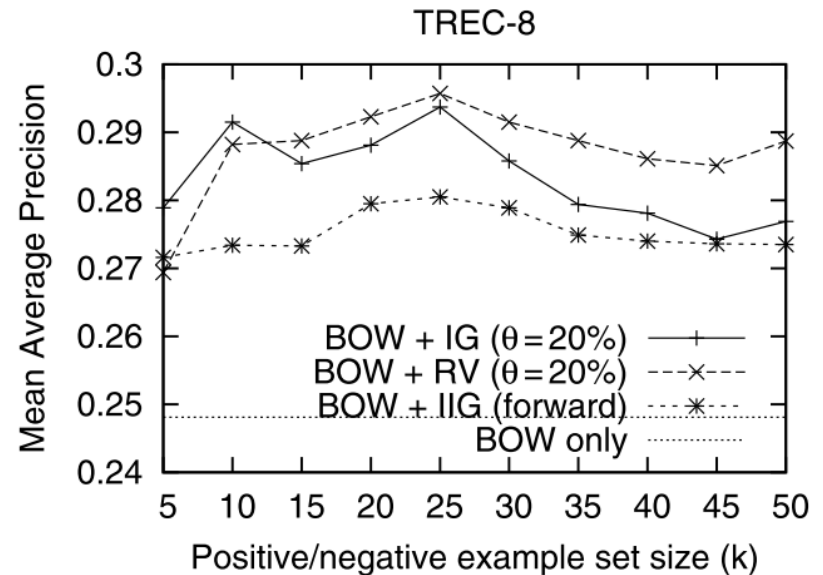 TREC-8
Mean Average Precision
0.3
0.29
0.28
0.27
0.26
0.25
0.24
BOW + IG (θ=20%)
BOW + RV (θ=20%)
BOW + IIG (forward)
BOW only
5 10 15 20 25 30 35 40 45 50
Positive/negative example set size (k)